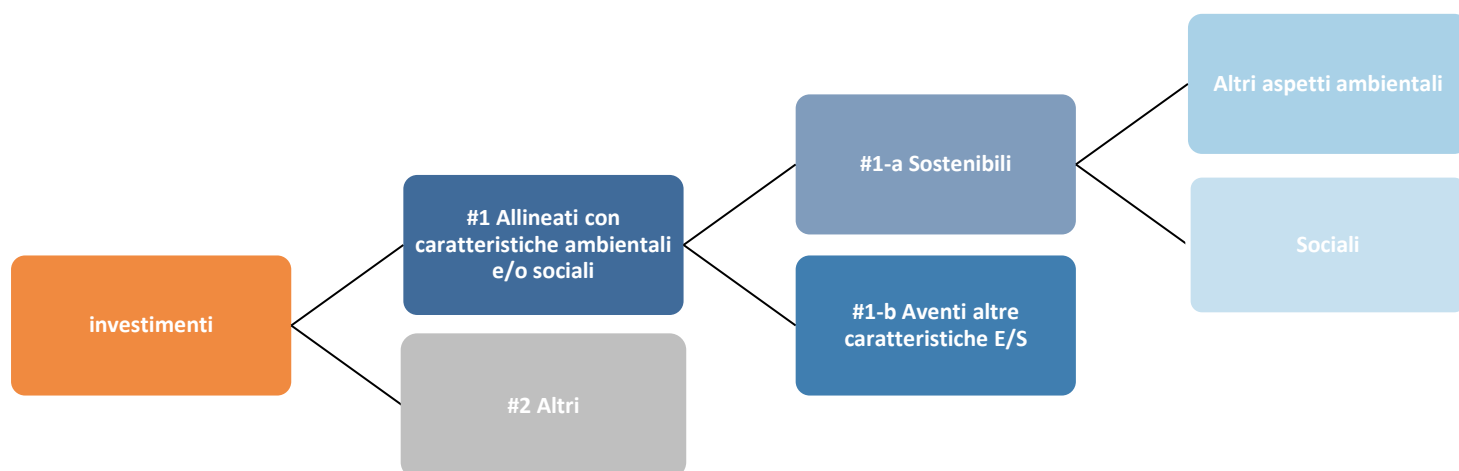 investimenti
#1 Allineati con
caratteristiche ambientali
e/o sociali
#2 Altri
#1-a Sostenibili
#1-b Aventi altre
caratteristiche E/S
Altri aspetti ambientali
Sociali